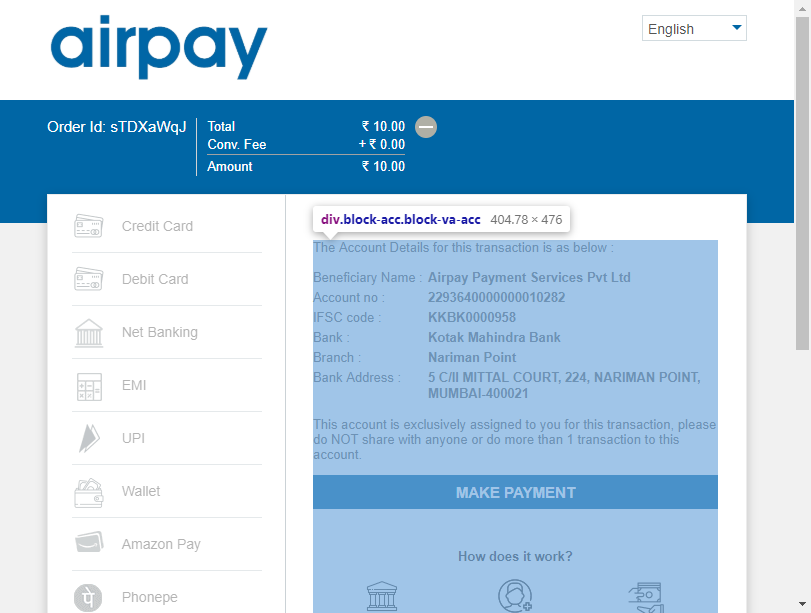 airpay
English
Order Id: sTDXaWqJ
Total ₹ 10.00
Conv. Fee + ₹ 0.00
Amount ₹ 10.00
Credit Card
Debit Card
Net Banking
EMI
UPI
Wallet
Amazon Pay
Phonepe
div.block-acc.block-va-acc 404.78 × 476
The Account Details for this transaction is as below :
Beneficiary Name : Airpay Payment Services Pvt Ltd
Account no : 2293640000000010282
IFSC code : KKBK0000958
Bank : Kotak Mahindra Bank
Branch : Nariman Point
Bank Address : 5 C/II MITTAL COURT, 224, NARIMAN POINT,
MUMBAI-400021
This account is exclusively assigned to you for this transaction, please
do NOT share with anyone or do more than 1 transaction to this
account.
MAKE PAYMENT
How does it work?